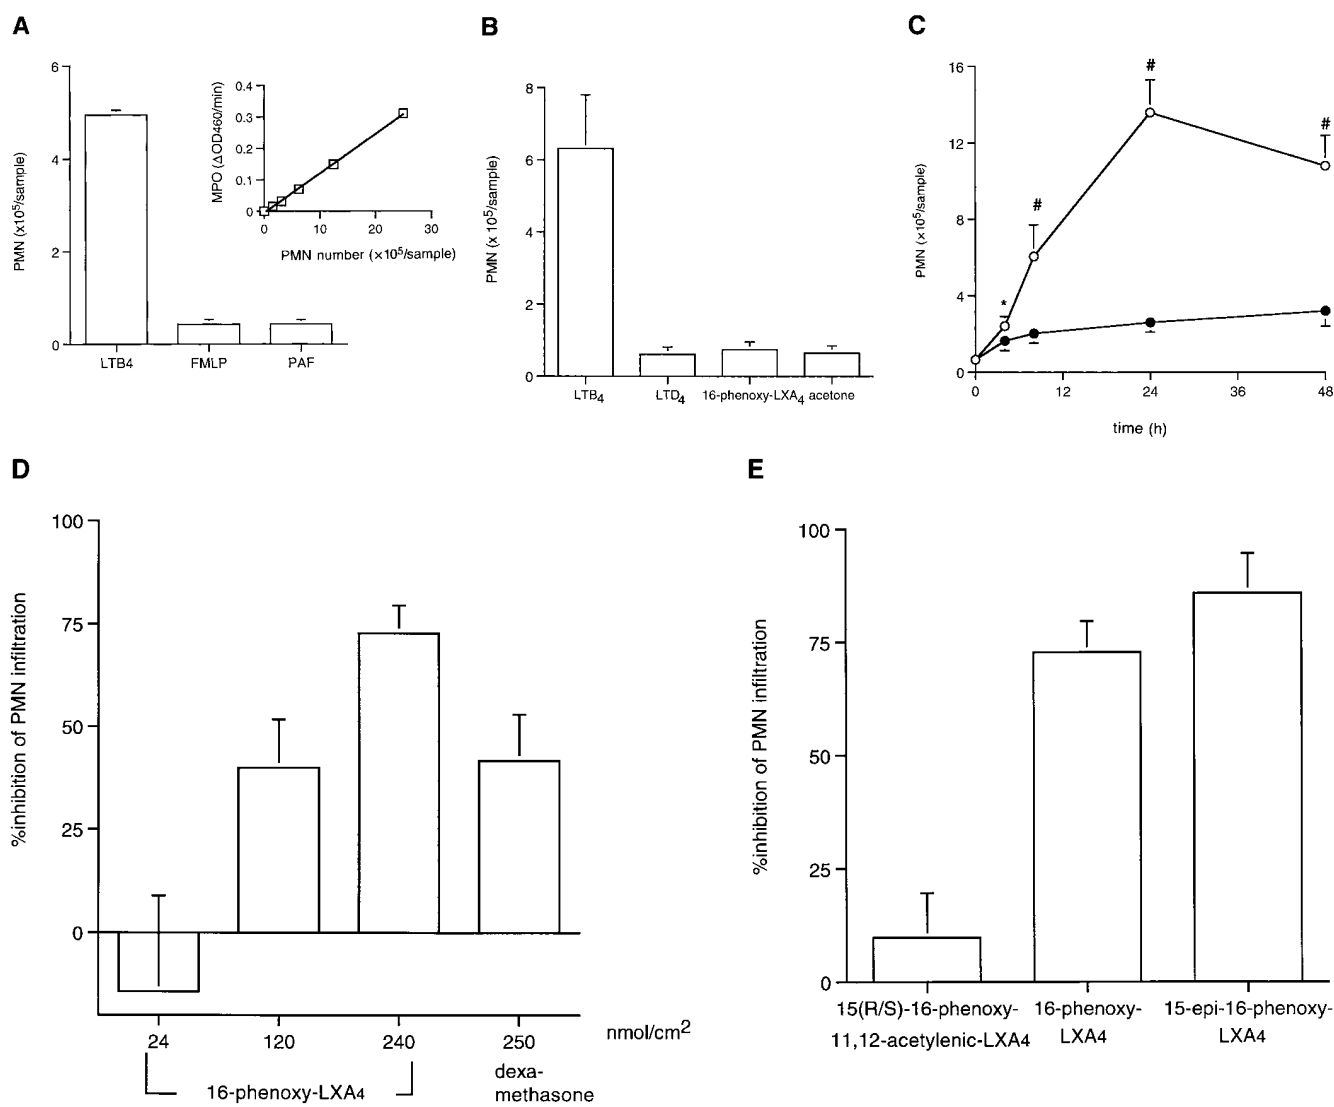 A
6
4
2
0
PMN (x10⁵/sample)
LTB4 FMLP PAF
0.4
0.3
0.2
0.1
0
MPO (ΔOD460/min)
0 10 20 30
PMN number (×10⁵/sample)
B
8
6
4
2
0
PMN (x 10⁵/sample)
LTB₄ LTD₄ 16-phenoxy-LXA₄ acetone
C
16
12
8
4
0
PMN (×10⁵/sample)
*
#
#
#
0 12 24 36 48
time (h)
D
100
75
50
25
0
%inhibition of PMN infiltration
24 120 240 250 nmol/cm²
16-phenoxy-LXA4
dexa-
methasone
E
100
75
50
25
0
%inhibition of PMN infiltration
15(R/S)-16-phenoxy-
11,12-acetylenic-LXA4
16-phenoxy-
LXA4
15-epi-16-phenoxy-
LXA4